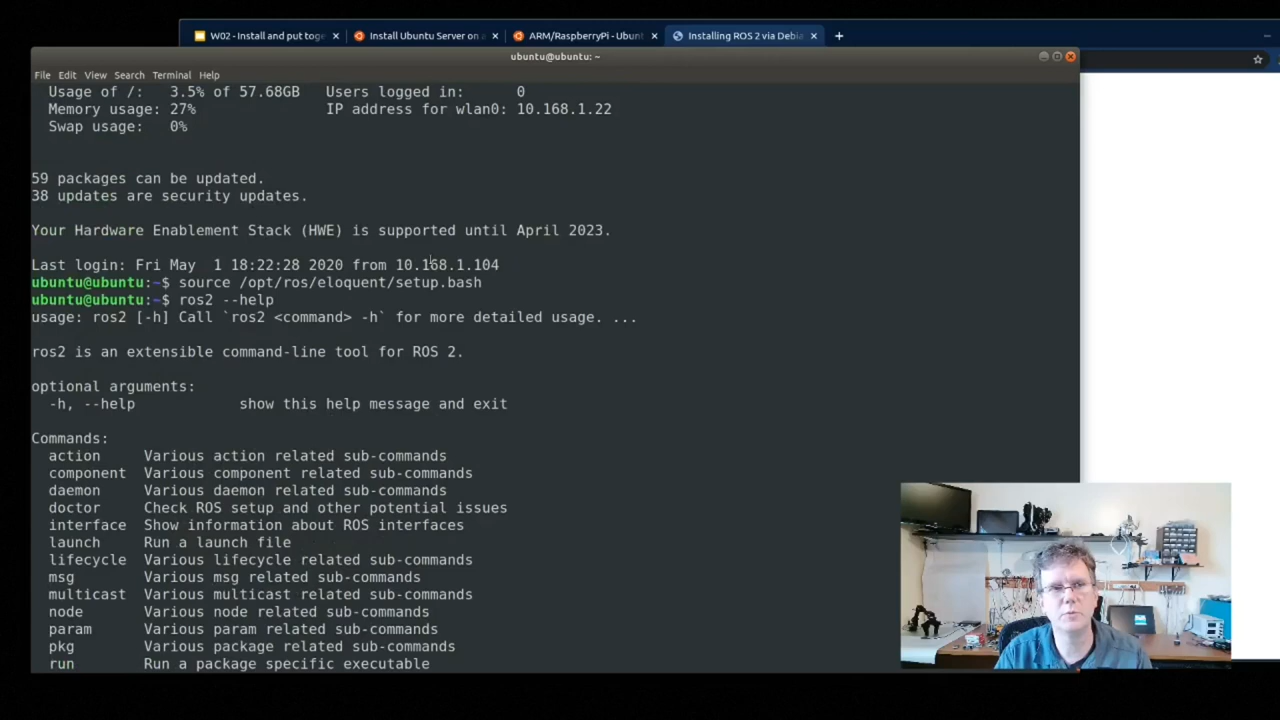 W02 - Install and put toge
Install Ubuntu Server on a
ARM/RaspberryPi - Ubunt
Installing ROS 2 via Debia
ubuntu@ubuntu: ~
File Edit View Search Terminal Help
Usage of /: 3.5% of 57.68GB Users logged in: 0
Memory usage: 27% IP address for wlan0: 10.168.1.22
Swap usage: 0%
59 packages can be updated.
38 updates are security updates.
Your Hardware Enablement Stack (HWE) is supported until April 2023.
Last login: Fri May 1 18:22:28 2020 from 10.168.1.104
ubuntu@ubuntu:~$ source /opt/ros/eloquent/setup.bash
ubuntu@ubuntu:~$ ros2 --help
usage: ros2 [-h] Call `ros2 <command> -h` for more detailed usage. ...
ros2 is an extensible command-line tool for ROS 2.
optional arguments:
-h, --help show this help message and exit
Commands:
action Various action related sub-commands
component Various component related sub-commands
daemon Various daemon related sub-commands
doctor Check ROS setup and other potential issues
interface Show information about ROS interfaces
launch Run a launch file
lifecycle Various lifecycle related sub-commands
msg Various msg related sub-commands
multicast Various multicast related sub-commands
node Various node related sub-commands
param Various param related sub-commands
pkg Various package related sub-commands
run Run a package specific executable